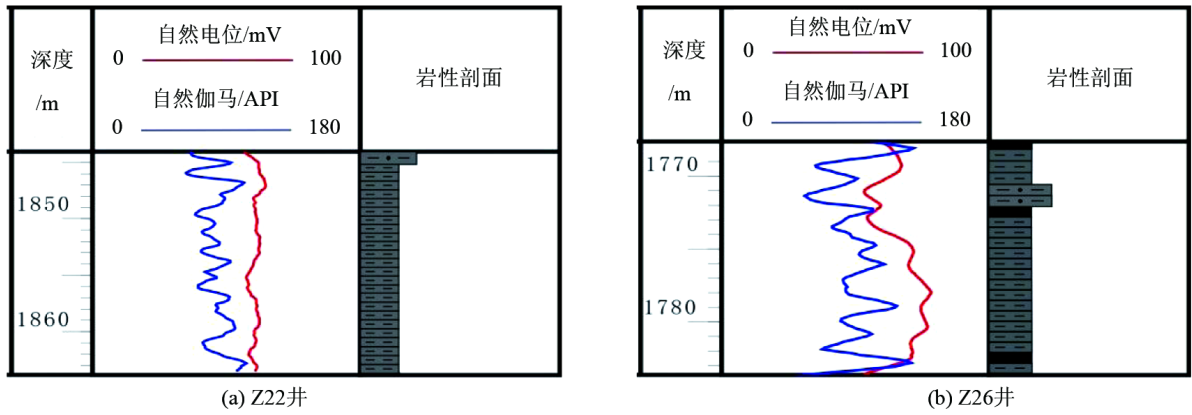 深度
/m
自然电位/mV
0 100
自然伽马/API
0 180
岩性剖面
1850
1860
(a) Z22井
深度
/m
自然电位/mV
0 100
自然伽马/API
0 180
岩性剖面
1770
1780
(b) Z26井